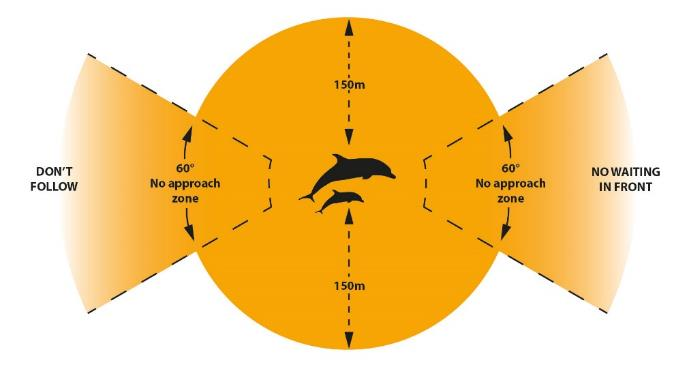 150m
DON'T
FOLLOW
60°
No approach
zone
60°
No approach
zone
NO WAITING
IN FRONT
150m